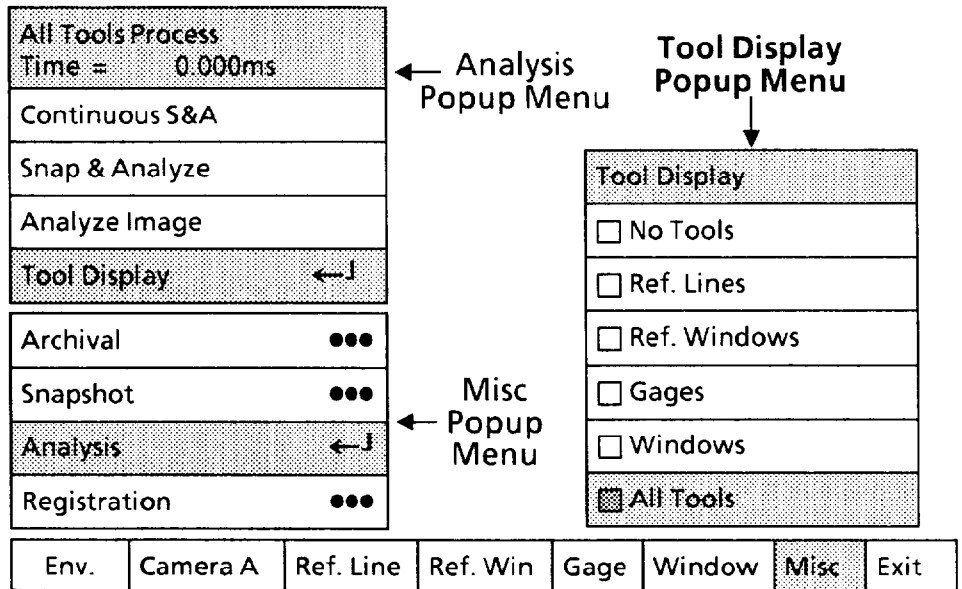 All Tools Process
Time = 0.000ms
Continuous S&A
Snap & Analyze
Analyze Image
Tool Display
Analysis
Popup Menu
Archival
Snapshot
Analysis
Registration
Misc
Popup
Menu
Tool Display
Popup Menu
Tool Display
No Tools
Ref. Lines
Ref. Windows
Gages
Windows
All Tools
Env. Camera A Ref. Line Ref. Win Gage Window Misc Exit